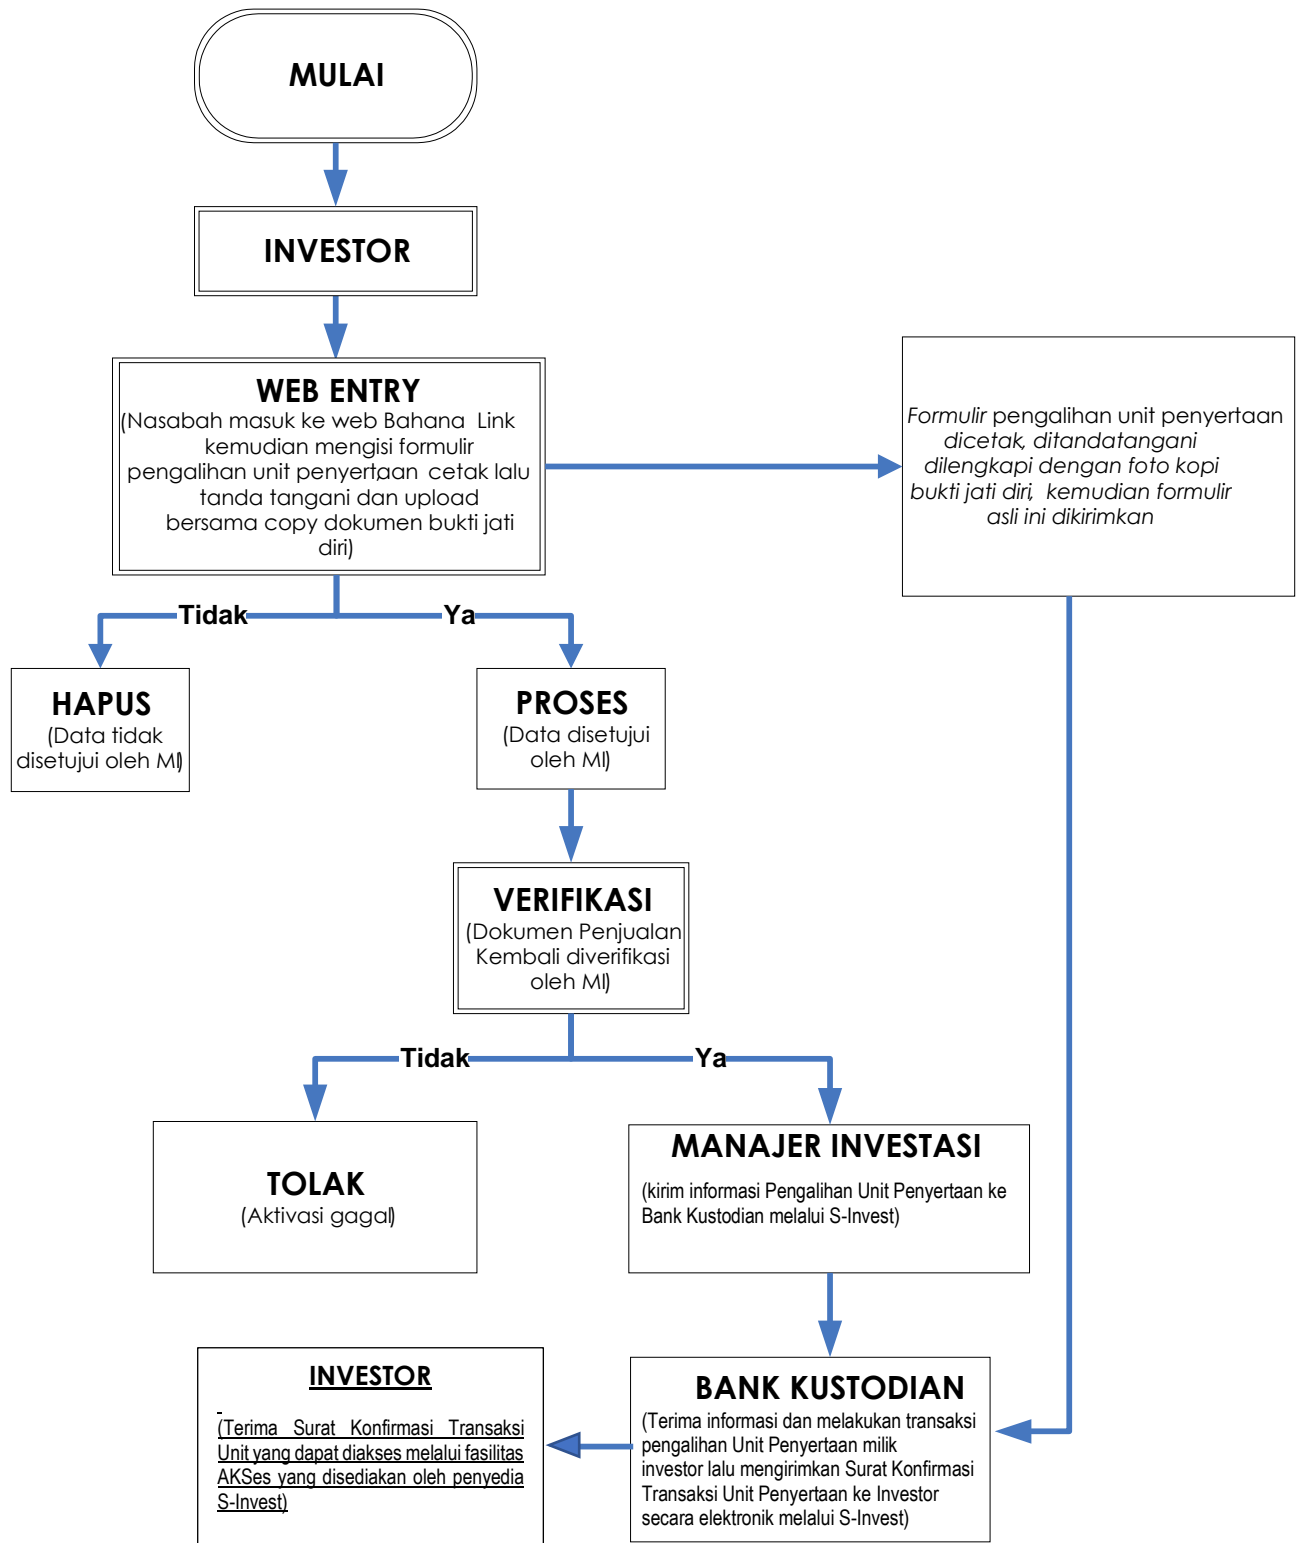 MULAI
INVESTOR
WEB ENTRY
(Nasabah masuk ke web Bahana Link
kemudian mengisi formulir
pengalihan unit penyertaan, cetak lalu
tanda tangani dan upload
bersama copy dokumen bukti jati
diri)
Formulir pengalihan unit penyertaan
dicetak, ditandatangani
dilengkapi dengan foto kopi
bukti jati diri, kemudian formulir
asli ini dikirimkan
Tidak
Ya
HAPUS
(Data tidak
disetujui oleh MI)
PROSES
(Data disetujui
oleh MI)
VERIFIKASI
(Dokumen Penjualan
Kembali diverifikasi
oleh MI)
Tidak
Ya
TOLAK
(Aktivasi gagal)
MANAJER INVESTASI
(kirim informasi Pengalihan Unit Penyertaan ke
Bank Kustodian melalui S-Invest)
INVESTOR
(Terima Surat Konfirmasi Transaksi
Unit yang dapat diakses melalui fasilitas
AKSes yang disediakan oleh penyedia
S-Invest)
BANK KUSTODIAN
(Terima informasi dan melakukan transaksi
pengalihan Unit Penyertaan milik
investor lalu mengirimkan Surat Konfirmasi
Transaksi Unit Penyertaan ke Investor
secara elektronik melalui S-Invest)